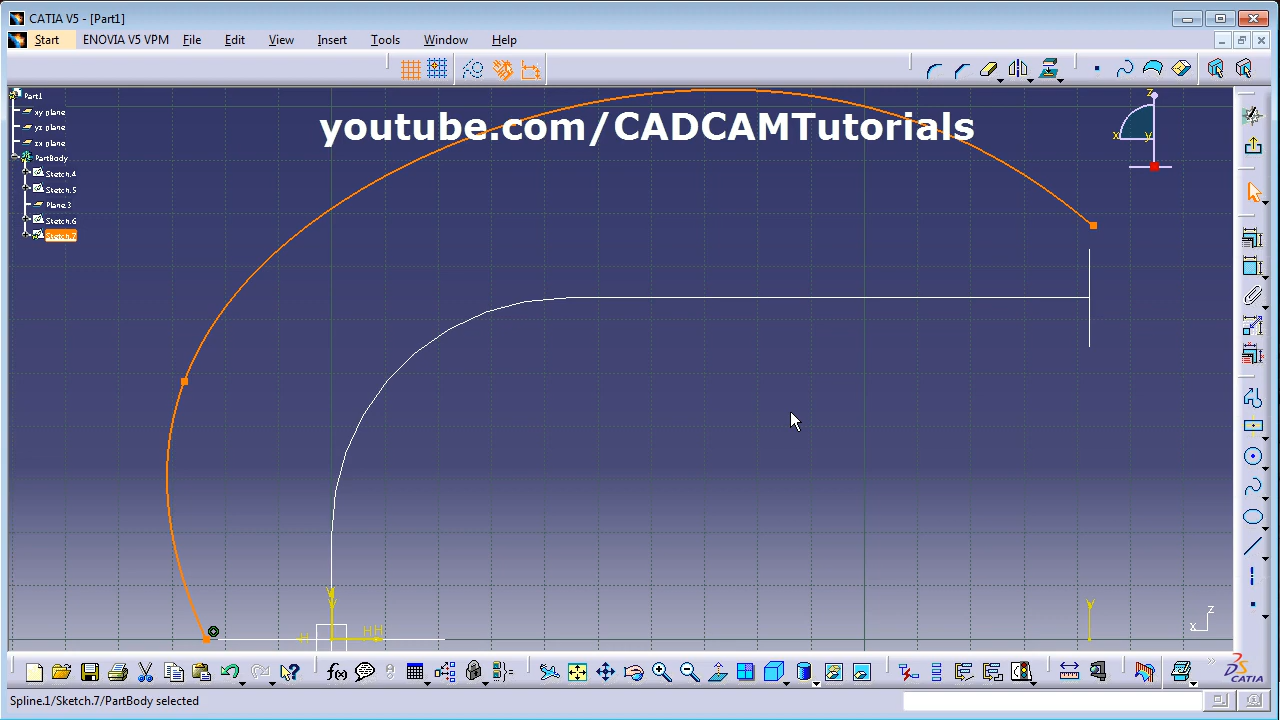 CATIA V5 - [Part1]
Start ENOVIA V5 VPM File Edit View Insert Tools Window Help
Part1
xy plane
yz plane
zx plane
PartBody
Sketch.4
Sketch.5
Plane.3
Sketch.6
Sketch.7
youtube.com/CADCAMTutorials
z
x y
V
V
H HH
V
z
x
f(x)
CATIA
Spline.1/Sketch.7/PartBody selected